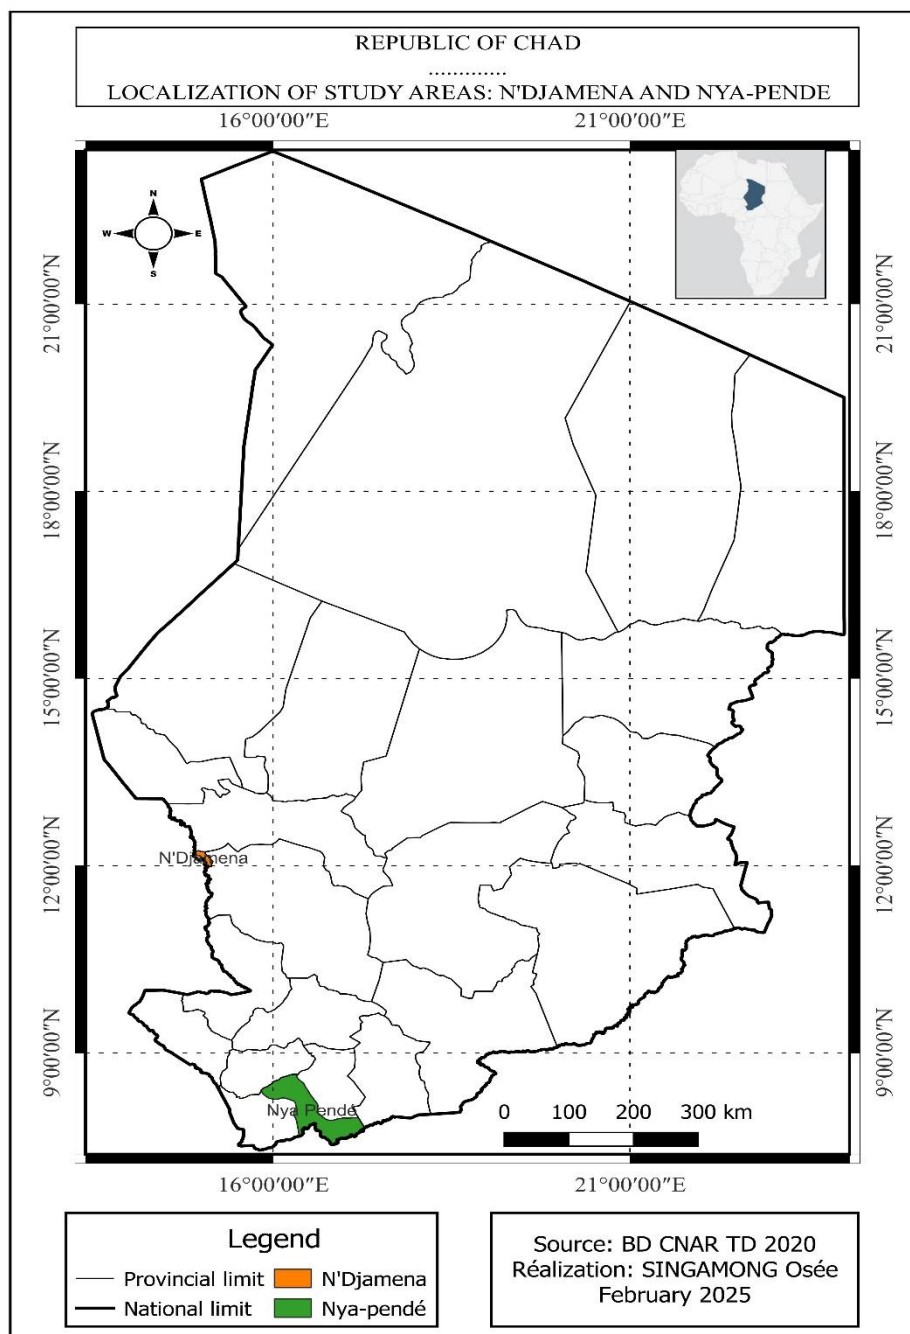 REPUBLIC OF CHAD
.............
LOCALIZATION OF STUDY AREAS: N'DJAMENA AND NYA-PENDE
16°00'00"E 21°00'00"E
N
W E
S
21°00'00"N 21°00'00"N
18°00'00"N 18°00'00"N
15°00'00"N 15°00'00"N
N'Djamena
12°00'00"N 12°00'00"N
9°00'00"N 9°00'00"N
Nya Pendé
0 100 200 300 km
16°00'00"E 21°00'00"E
Legend
Provincial limit N'Djamena
National limit Nya-pendé
Source: BD CNAR TD 2020
Réalization: SINGAMONG Osée
February 2025